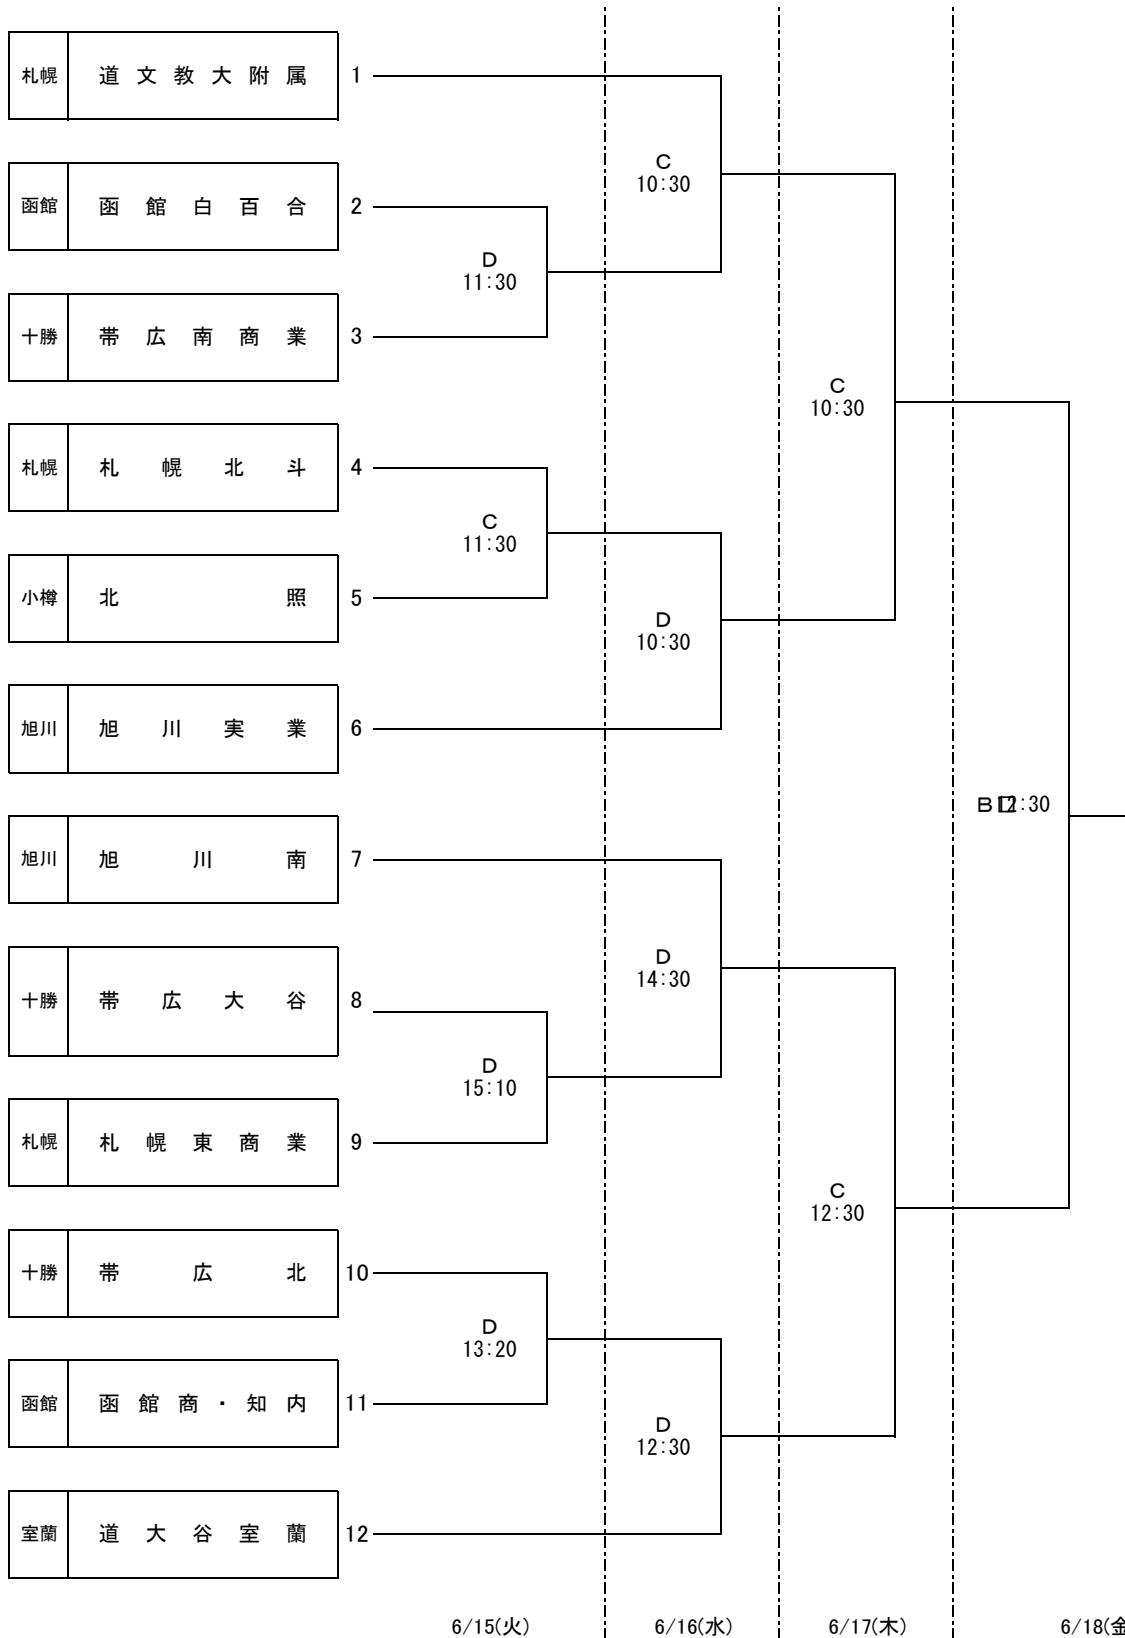 札幌 道文教大附属 1
C
10:30
函館 函館白百合 2
D
11:30
十勝 帯広南商業 3
C
10:30
札幌 札幌北斗 4
C
11:30
小樽 北照 5
D
10:30
旭川 旭川実業 6
B 12:30
旭川 旭川南 7
D
14:30
十勝 帯広大谷 8
D
15:10
札幌 札幌東商業 9
C
12:30
十勝 帯広北 10
D
13:20
函館 函館商・知内 11
D
12:30
室蘭 道大谷室蘭 12
6/15(火) 6/16(水) 6/17(木) 6/18(金